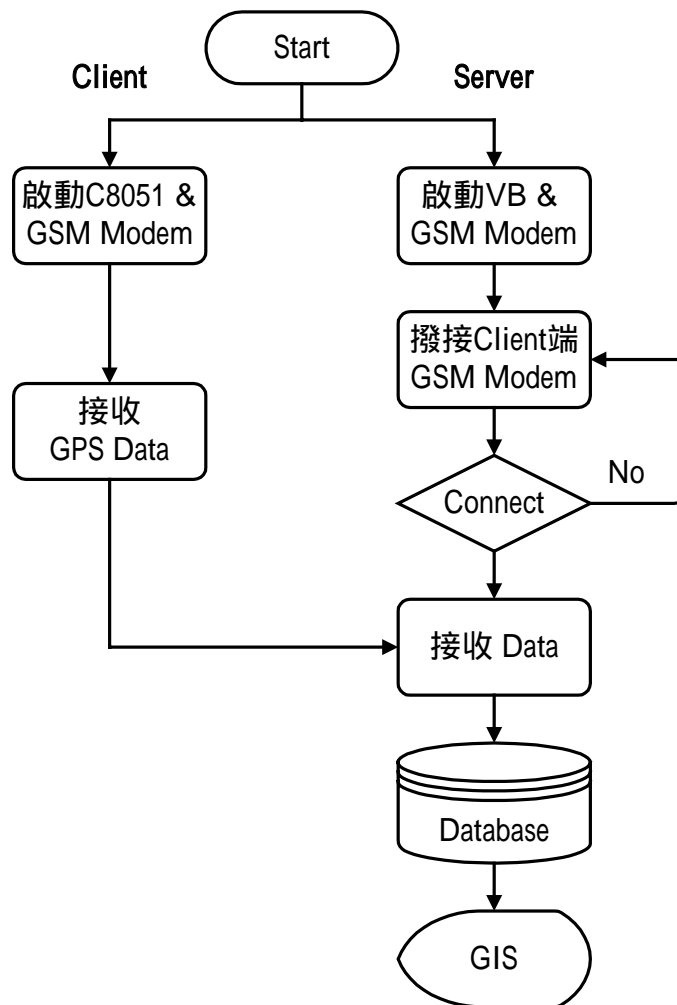 Start
Client
Server
啟動C8051 &
GSM Modem
啟動VB &
GSM Modem
撥接Client端
GSM Modem
接收
GPS Data
No
Connect
接收 Data
Database
GIS